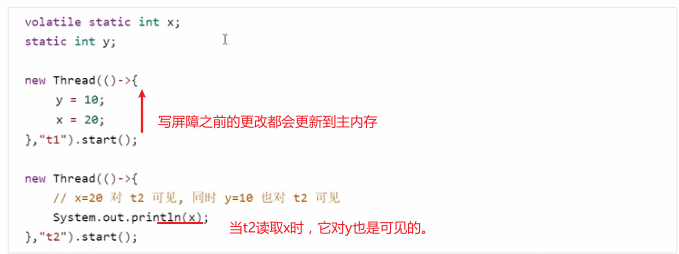 volatile static int x;
static int y;
new Thread(()->{
y = 10;
x = 20;
写屏障之前的更改都会更新到主内存
},"t1").start();
new Thread(()->{
// x=20 对 t2 可见, 同时 y=10 也对 t2 可见
System.out.println(x);
当t2读取x时，它对y也是可见的。
},"t2").start();